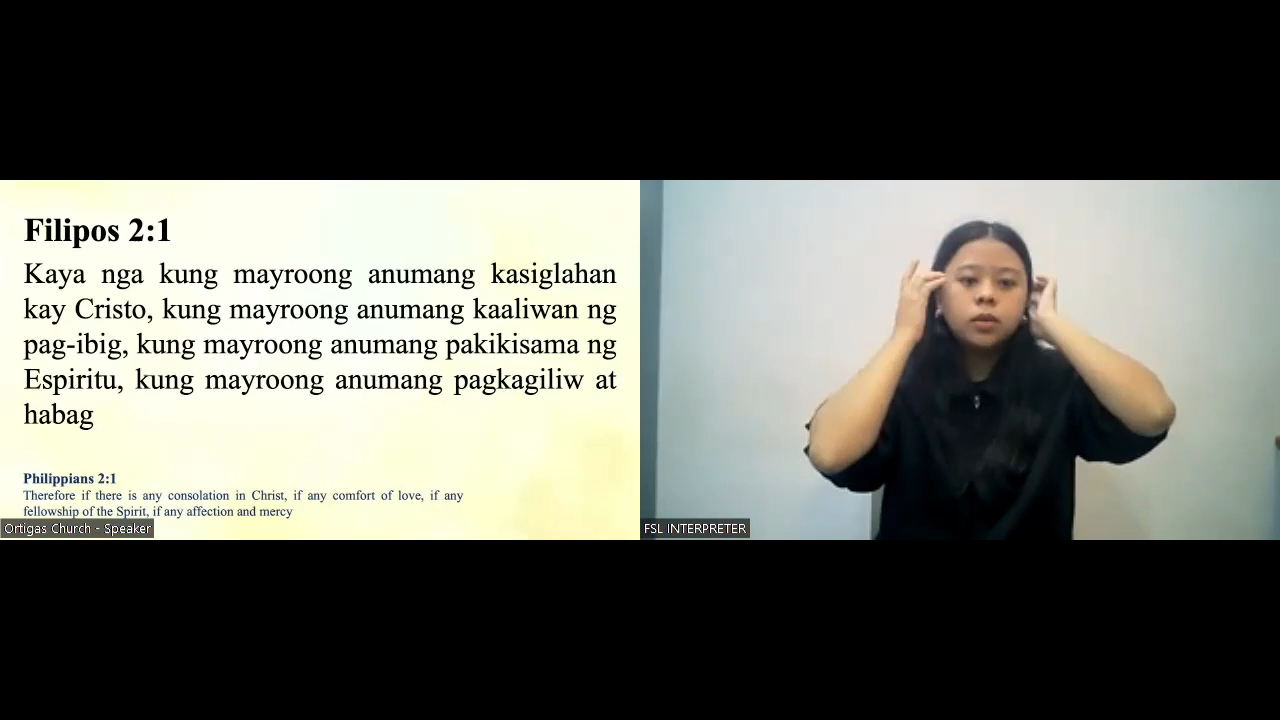 Filipos 2:1
Kaya nga kung mayroong anumang kasiglahan
kay Cristo, kung mayroong anumang kaaliwan ng
pag-ibig, kung mayroong anumang pakikisama ng
Espiritu, kung mayroong anumang pagkagiliw at
habag
Philippians 2:1
Therefore if there is any consolation in Christ, if any comfort of love, if any
fellowship of the Spirit, if any affection and mercy
Ortigas Church - Speaker
FSL INTERPRETER